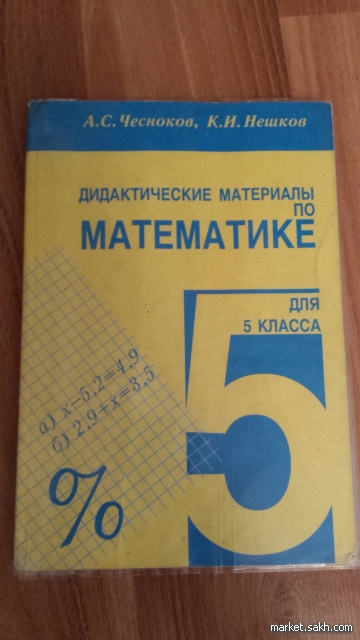 А.С. Чесноков, К.И. Нешков
ДИДАКТИЧЕСКИЕ МАТЕРИАЛЫ
ПО
МАТЕМАТИКЕ
ДЛЯ
5 КЛАССА
5
а) x-5,2=4,9
б) 2,9+x=3,5
%
market.sakh.com